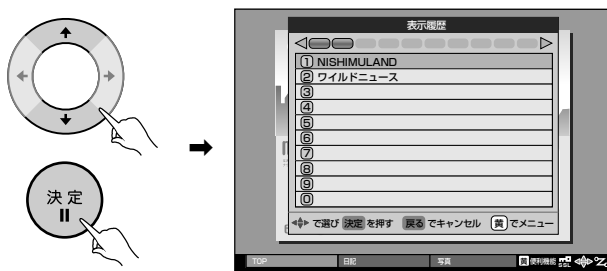 決定
表示履歴
① NISHIMULAND
② ワイルドニュース
③
④
⑤
⑥
⑦
⑧
⑨
⓪
で選び 決定 を押す 戻る でキャンセル 黄 でメニュー
TOP 日記 写真 黄 便利機能 SSL